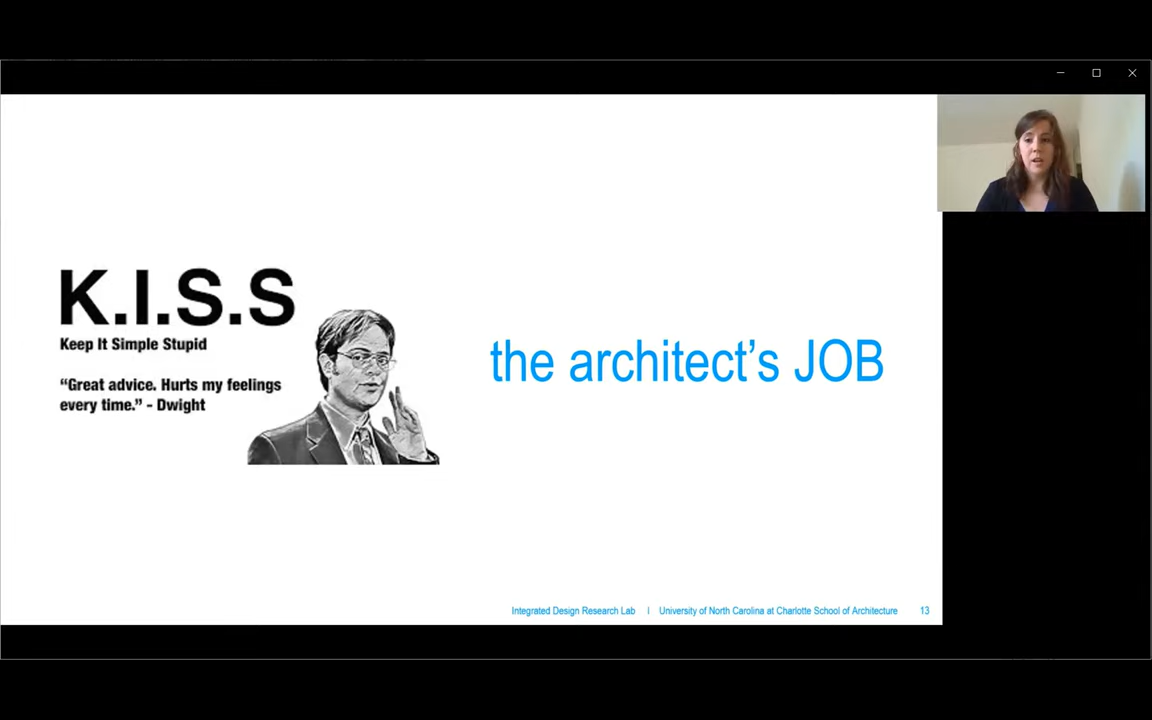 K.I.S.S
Keep It Simple Stupid
“Great advice. Hurts my feelings
every time.” - Dwight
the architect’s JOB
Integrated Design Research Lab | University of North Carolina at Charlotte School of Architecture 13